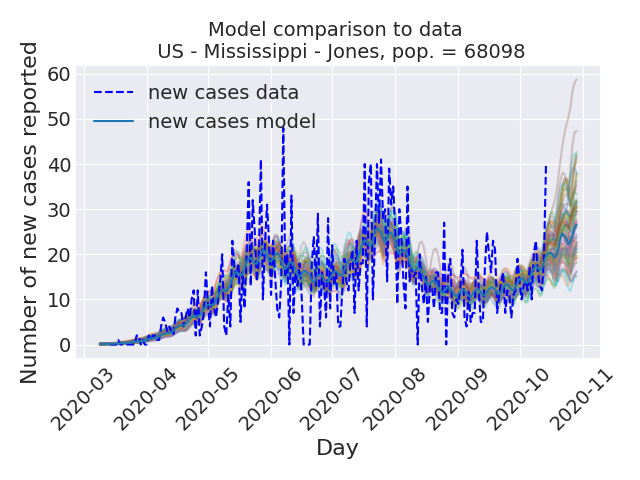 Model comparison to data
US - Mississippi - Jones, pop. = 68098
Number of new cases reported
60
50
40
30
20
10
0
new cases data
new cases model
2020-03
2020-04
2020-05
2020-06
2020-07
2020-08
2020-09
2020-10
2020-11
Day